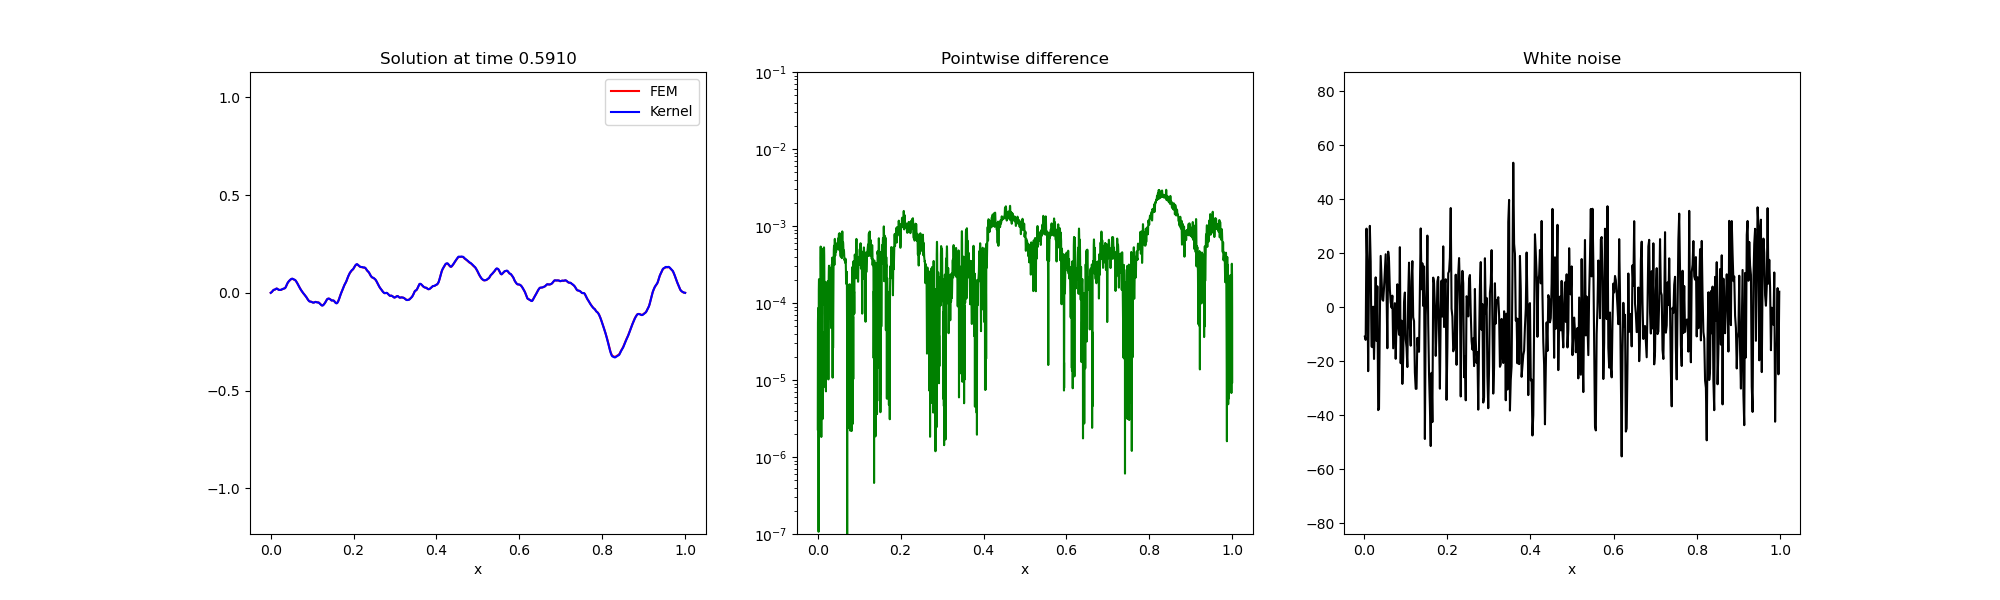 Solution at time 0.5910
1.0
0.5
0.0
−0.5
−1.0
0.0 0.2 0.4 0.6 0.8 1.0
x
FEM
Kernel
Pointwise difference
10⁻¹
10⁻²
10⁻³
10⁻⁴
10⁻⁵
10⁻⁶
10⁻⁷
0.0 0.2 0.4 0.6 0.8 1.0
x
White noise
80
60
40
20
0
−20
−40
−60
−80
0.0 0.2 0.4 0.6 0.8 1.0
x